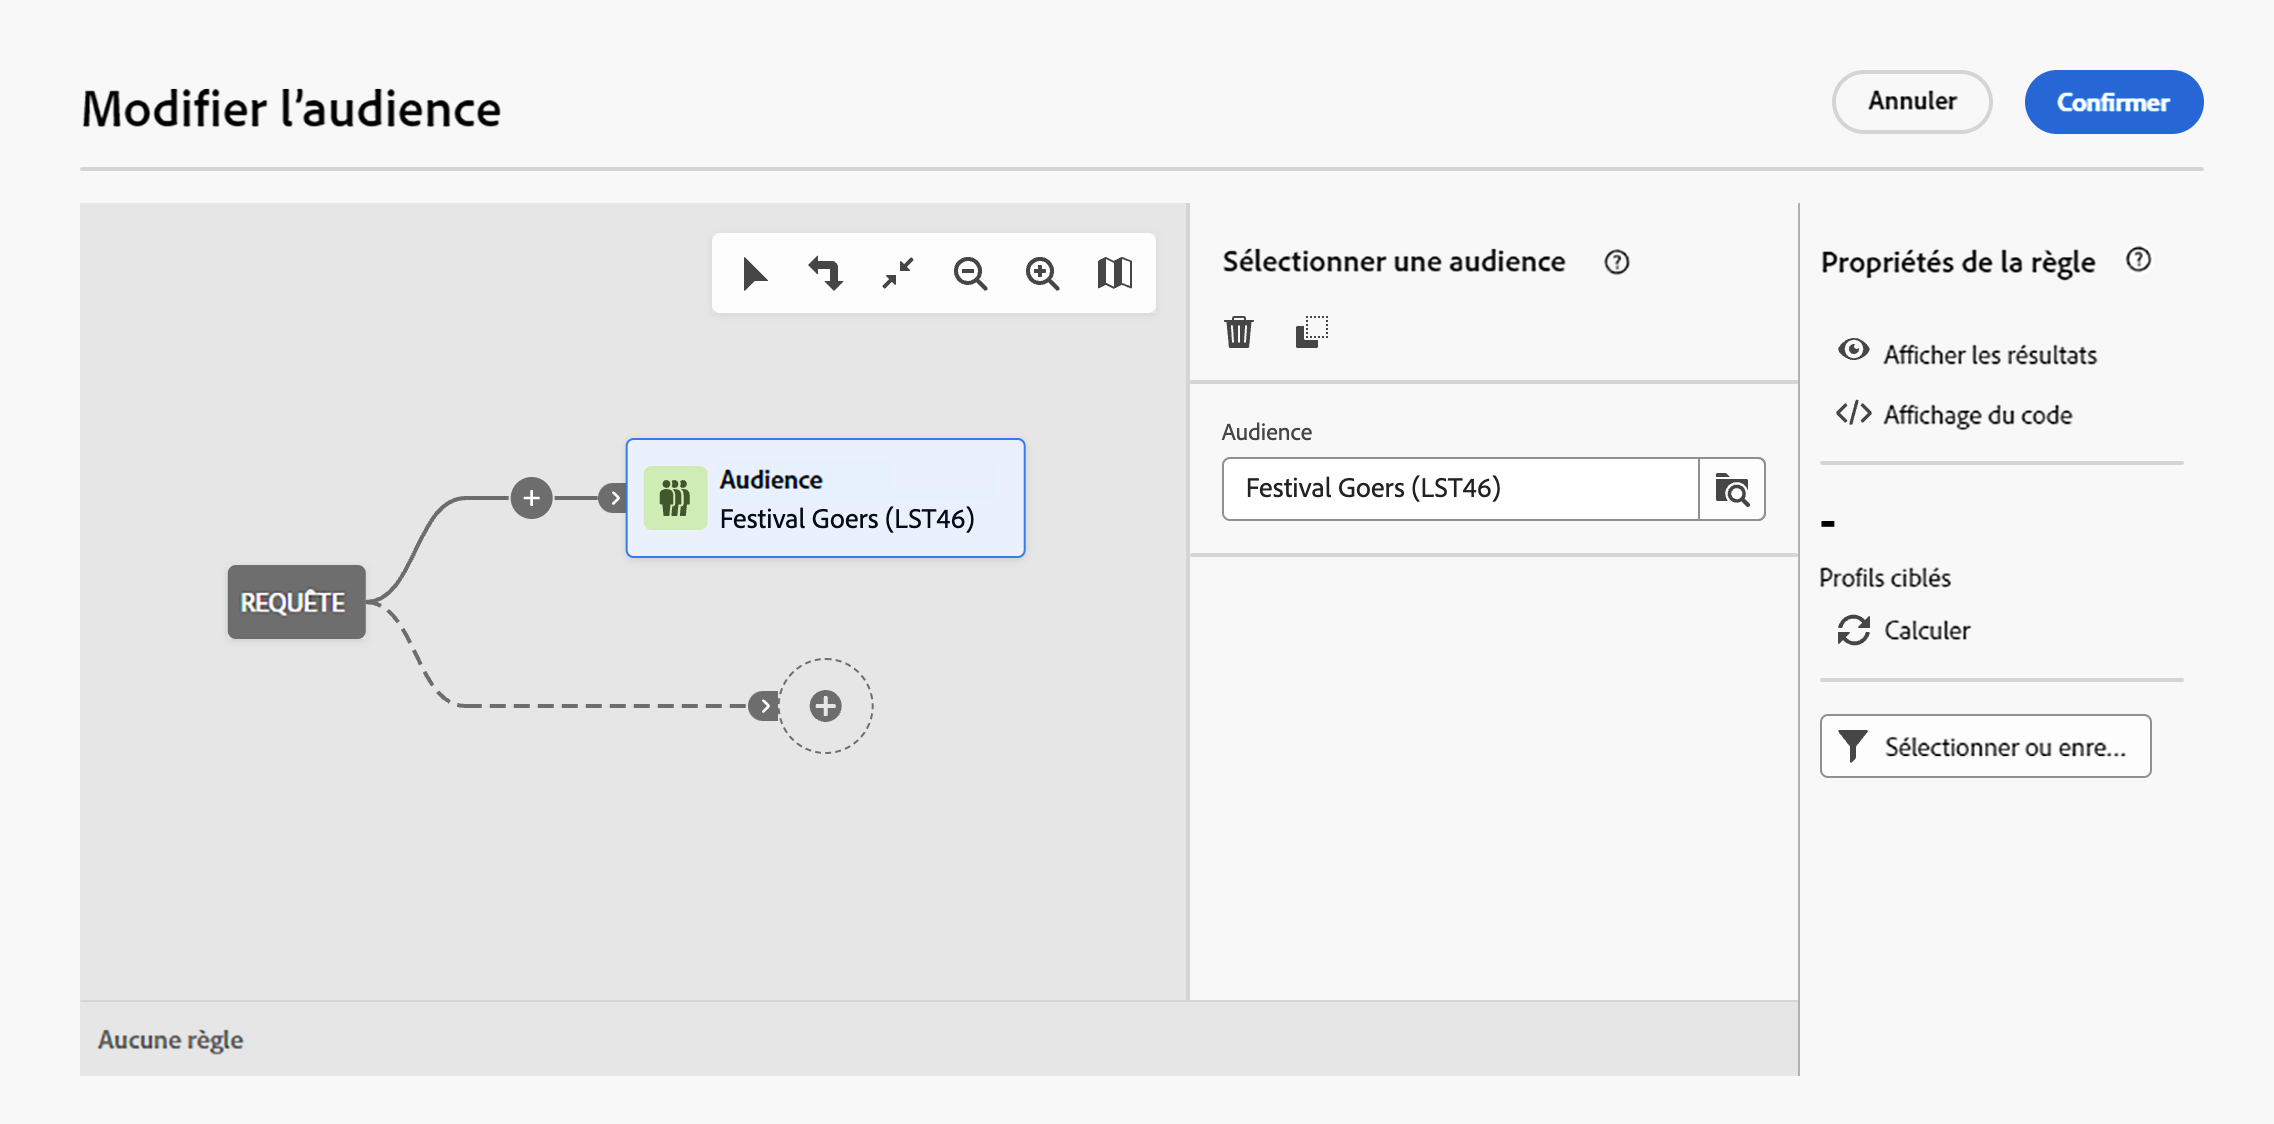 Modifier l’audience
Annuler
Confirmer
Sélectionner une audience
Propriétés de la règle
Afficher les résultats
Affichage du code
Audience
Festival Goers (LST46)
Audience
Festival Goers (LST46)
REQUÊTE
-
Profils ciblés
Calculer
Sélectionner ou enre...
Aucune règle